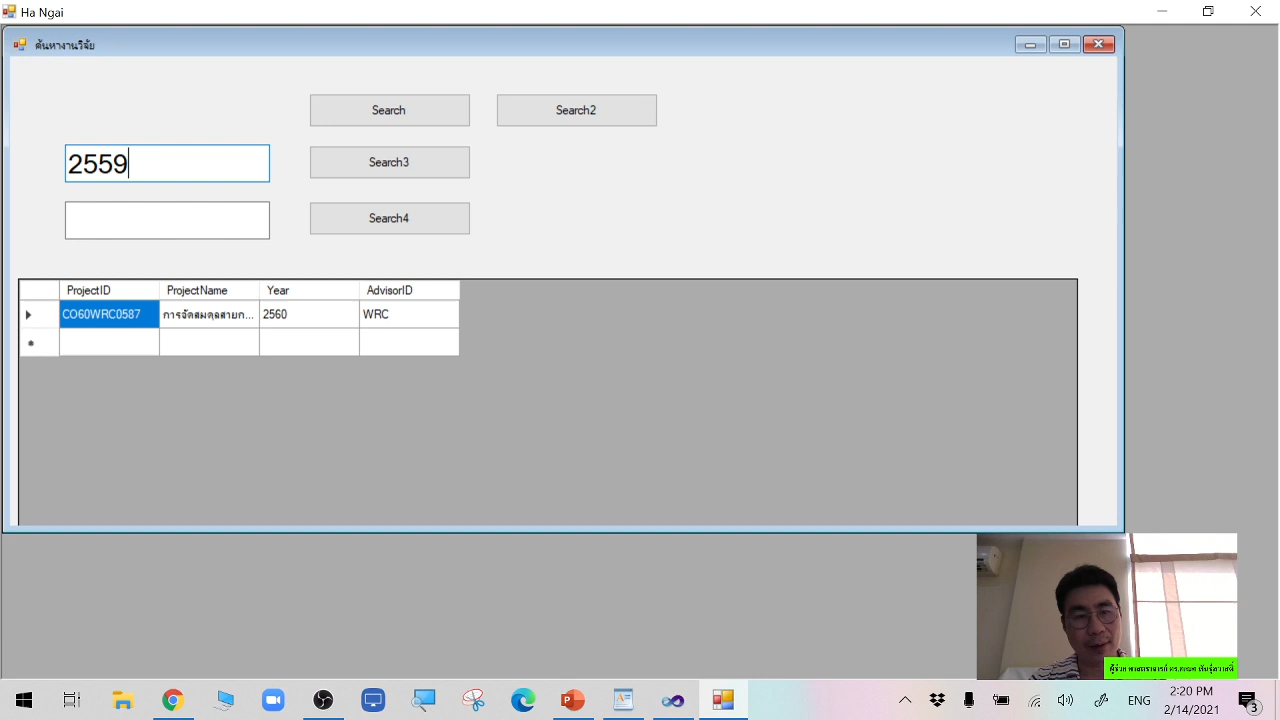 Ha Ngai
ค้นหางานวิจัย
Search
Search2
2559
Search3
Search4
ProjectID ProjectName Year AdvisorID
CO60WRC0587 การจัดสมดุลสายก... 2560 WRC
ENG
2:20 PM
2/14/2021
3